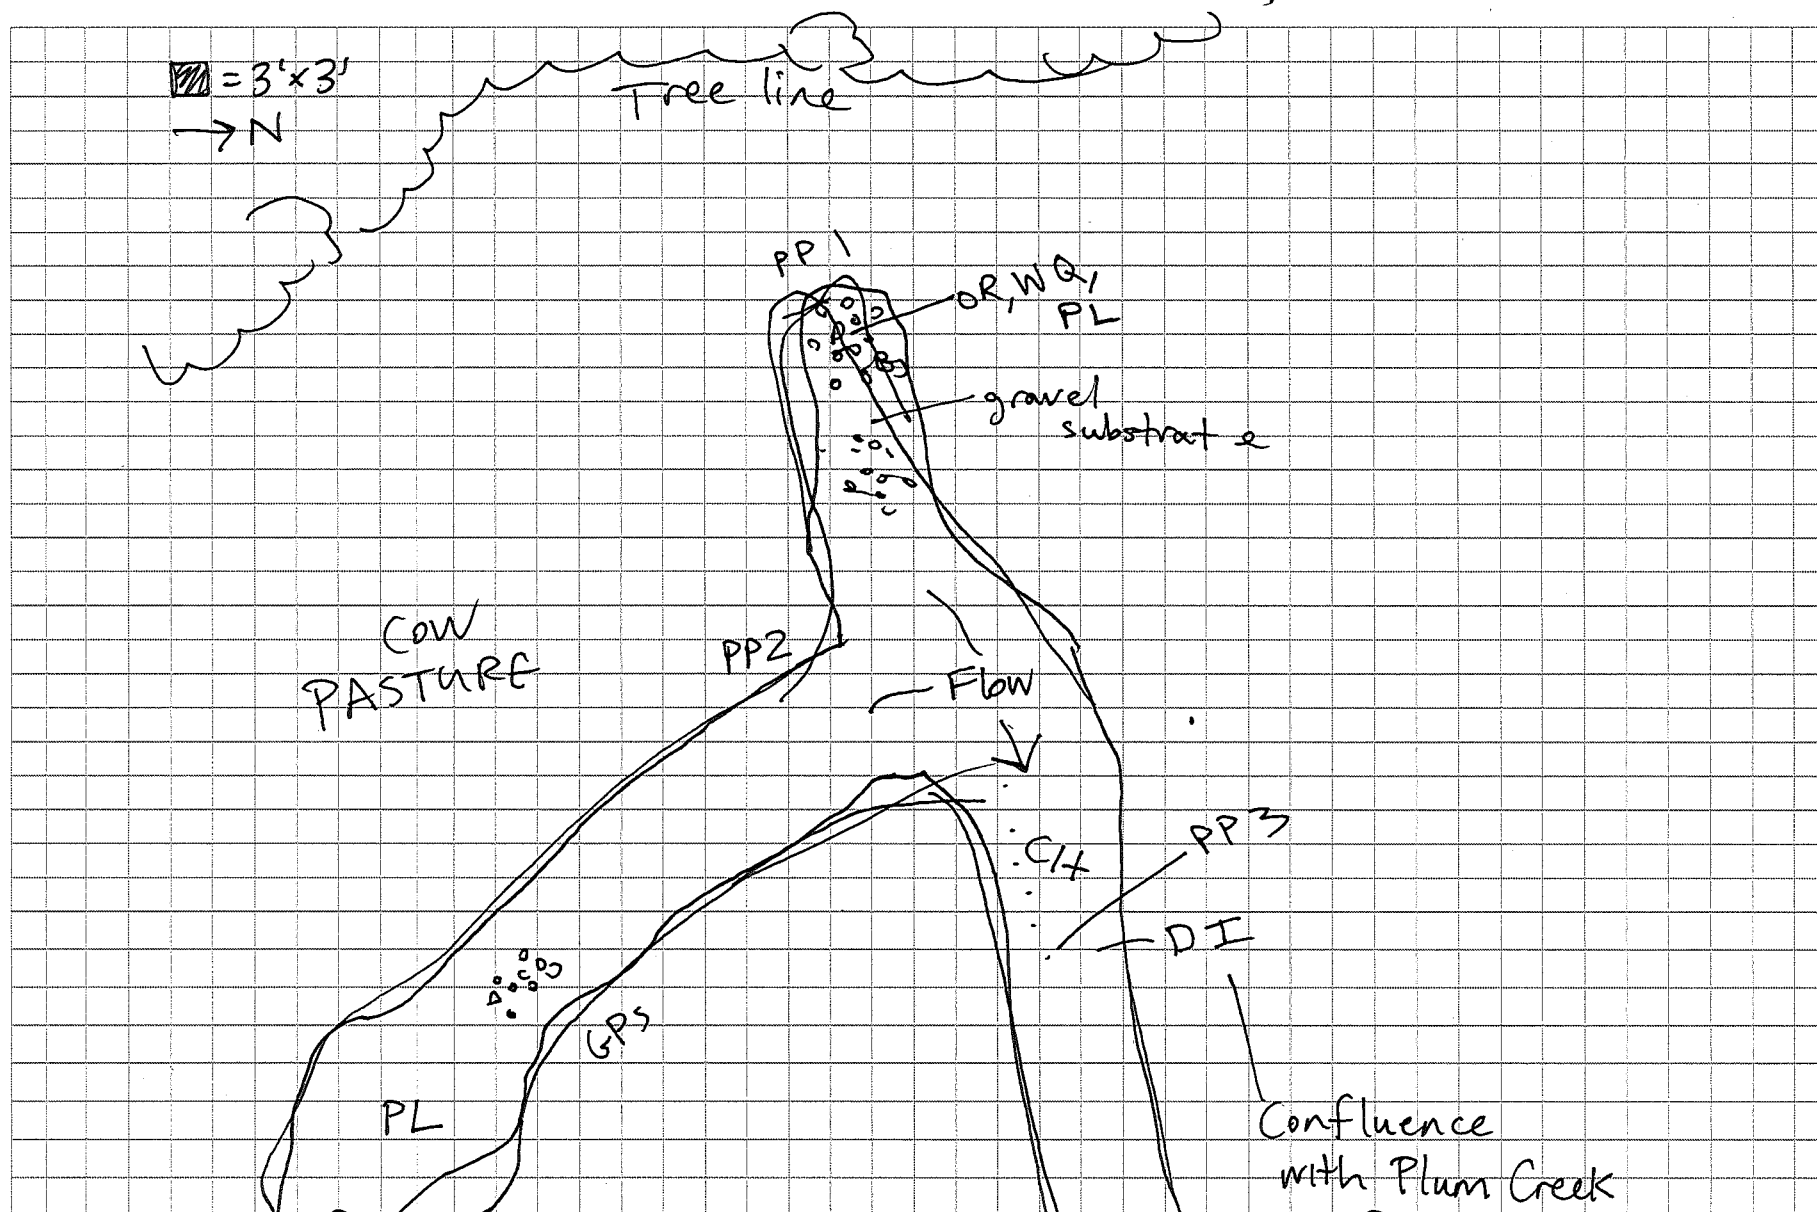 = 3' x 3'
→ N
Tree line
PP 1
OR, WQ,
PL
gravel
substrate
COW
PASTURE
PP2
Flow
PP3
DI
GPS
PL
Confluence
with Plum Creek